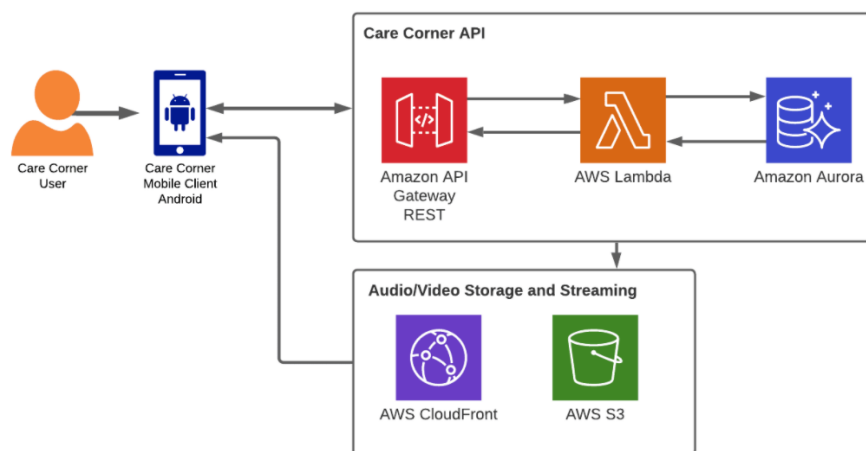 Care Corner API
</>
Care Corner
User
Care Corner
Mobile Client
Android
Amazon API
Gateway
REST
AWS Lambda
Amazon Aurora
Audio/Video Storage and Streaming
AWS CloudFront
AWS S3